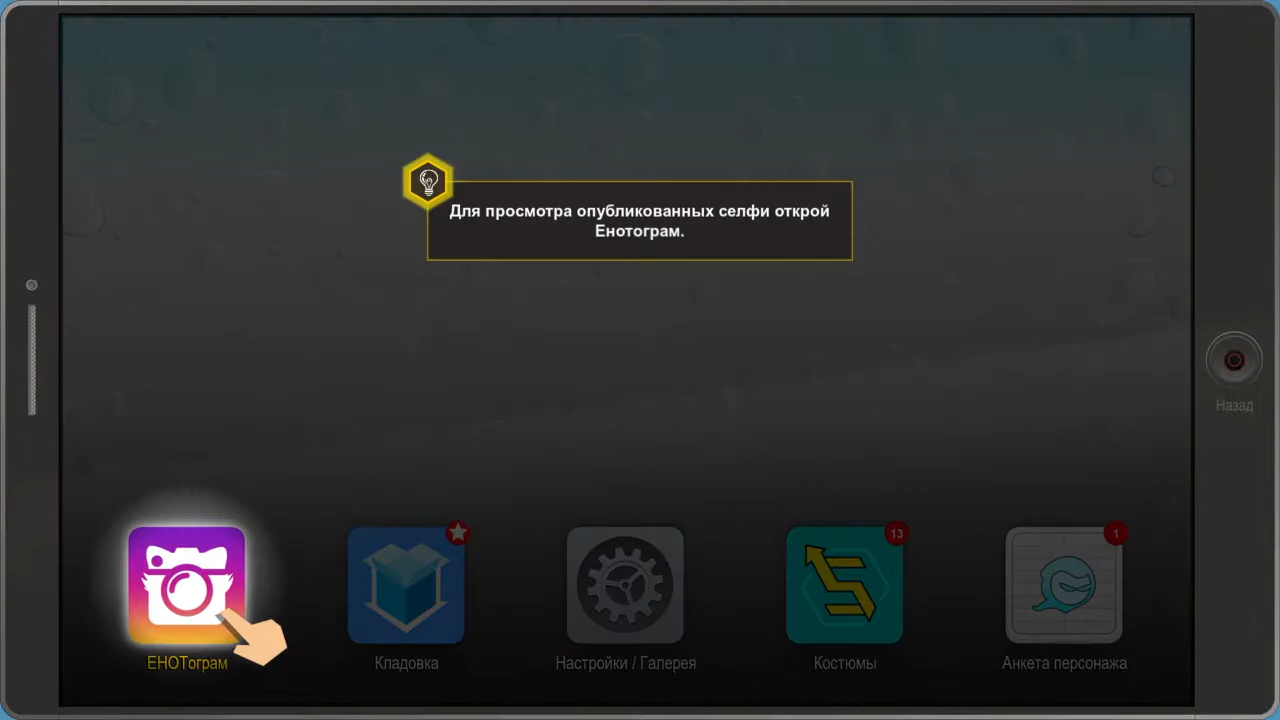 Для просмотра опубликованных селфи открой
Енотограм.
Назад
13
1
ЕНОТограм
Кладовка
Настройки / Галерея
Костюмы
Анкета персонажа